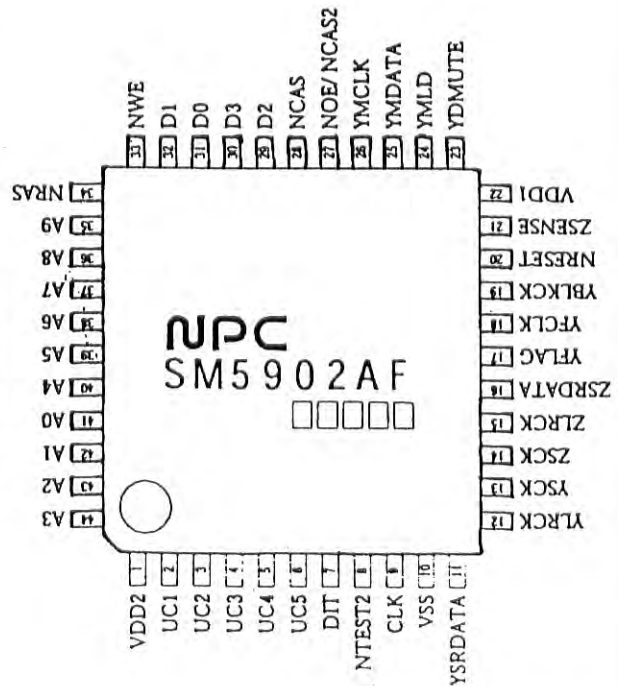 33 NWE
32 D1
31 D0
30 D3
29 D2
28 NCAS
27 NOE/NCAS2
26 YMCLK
25 YMDATA
24 YMLD
23 YDMUTE
34 NRAS
35 A9
36 A8
37 A7
38 A6
39 A5
40 A4
41 A0
42 A1
43 A2
44 A3
NPC
SM5902AF
22 VDD1
21 ZSENSE
20 NRESET
19 YBLKCK
18 YFCLK
17 YFLAG
16 ZSRDATA
15 ZLRCK
14 ZSCK
13 YSCK
12 YLRCK
VDD2 1
UC1 2
UC2 3
UC3 4
UC4 5
UC5 6
DIT 7
NTEST2 8
CLK 9
VSS 10
YSRDATA 11